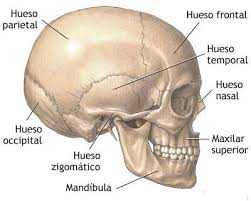 Hueso
parietal
Hueso frontal
Hueso
temporal
Hueso
nasal
Maxilar
superior
Hueso
occipital
Hueso
zigomático
Mandíbula